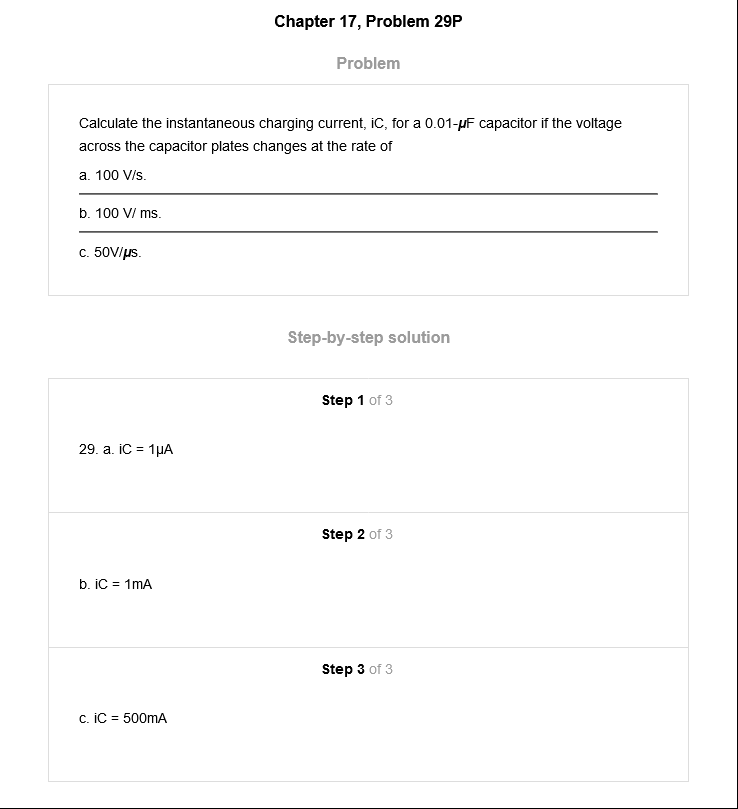 Chapter 17, Problem 29P
Problem
Calculate the instantaneous charging current, iC, for a 0.01-μF capacitor if the voltage
across the capacitor plates changes at the rate of
a. 100 V/s.
b. 100 V/ ms.
c. 50V/μs.
Step-by-step solution
Step 1 of 3
29. a. iC = 1μA
Step 2 of 3
b. iC = 1mA
Step 3 of 3
c. iC = 500mA